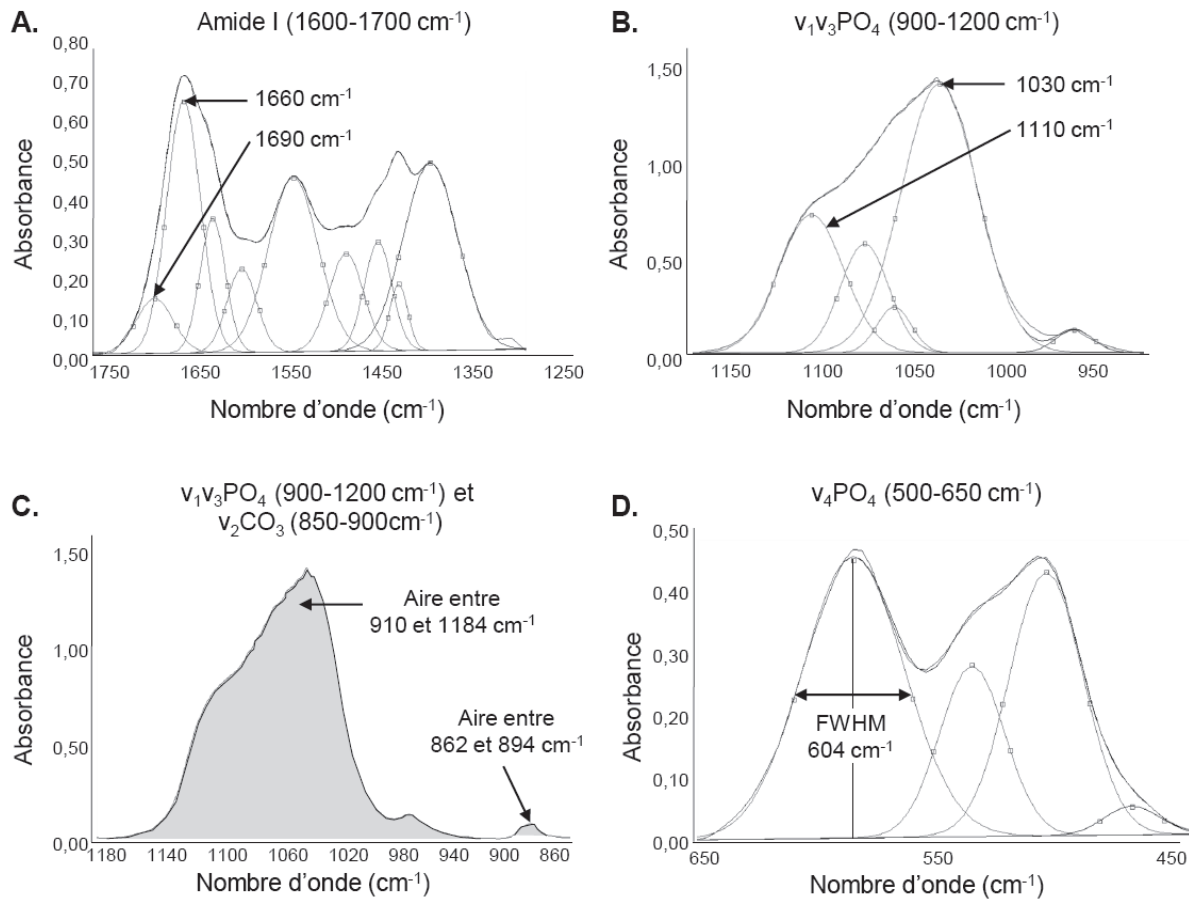 A.
Amide I (1600-1700 cm⁻¹)
0,80
0,70
0,60
0,50
0,40
0,30
0,20
0,10
0,00
Absorbance
1660 cm⁻¹
1690 cm⁻¹
1750 1650 1550 1450 1350 1250
Nombre d’onde (cm⁻¹)
B.
v₁v₃PO₄ (900-1200 cm⁻¹)
1,50
1,00
0,50
0,00
Absorbance
1030 cm⁻¹
1110 cm⁻¹
1150 1100 1050 1000 950
Nombre d’onde (cm⁻¹)
C.
v₁v₃PO₄ (900-1200 cm⁻¹) et
v₂CO₃ (850-900cm⁻¹)
1,50
1,00
0,50
0,00
Absorbance
Aire entre
910 et 1184 cm⁻¹
Aire entre
862 et 894 cm⁻¹
1180 1140 1100 1060 1020 980 940 900 860
Nombre d’onde (cm⁻¹)
D.
v₄PO₄ (500-650 cm⁻¹)
0,50
0,40
0,30
0,20
0,10
0,00
Absorbance
FWHM
604 cm⁻¹
650 550 450
Nombre d’onde (cm⁻¹)